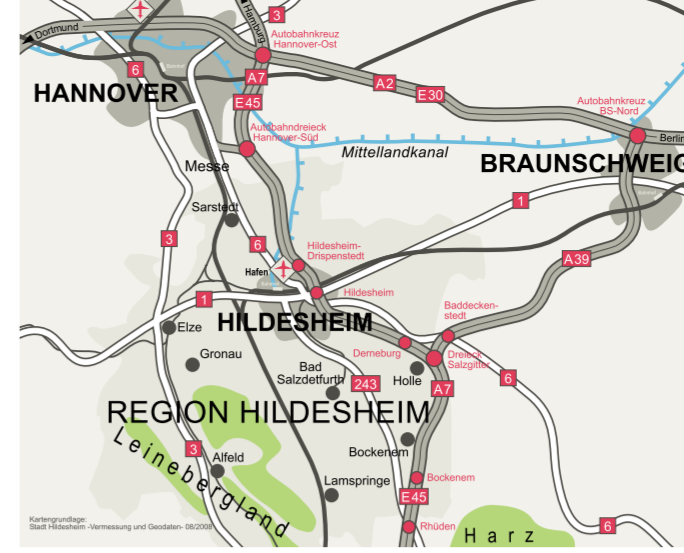 Dortmund
Hamburg
3
Autobahnkreuz
Hannover-Ost
6
Bahnhof
A7
A2
E30
E45
HANNOVER
Autobahnkreuz
BS-Nord
Autobahndreieck
Hannover-Süd
Berlin
Mittellandkanal
Messe
BRAUNSCHWEIG
1
Sarstedt
3
6
Hildesheim-
Drispenstedt
A39
Hafen
Hildesheim
1
Baddecken-
stedt
HILDESHEIM
Elze
Derneburg
Dreieck
Salzgitter
Gronau
Bad
Salzdetfurth
243
Holle
A7
6
REGION HILDESHEIM
Leinebergland
3
Bockenem
Alfeld
Bockenem
Lamspringe
E45
Rhüden
Harz
6
Kartengrundlage:
Stadt Hildesheim -Vermessung und Geodaten- 08/2008